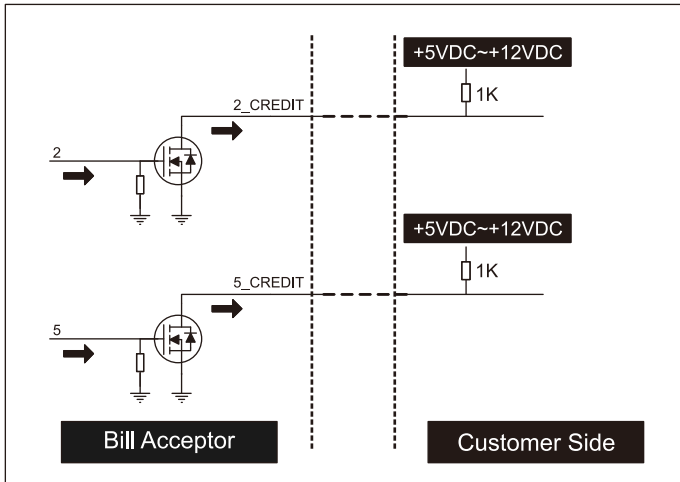 +5VDC~+12VDC
2_CREDIT
1K
2
+5VDC~+12VDC
5_CREDIT
1K
5
Bill Acceptor
Customer Side